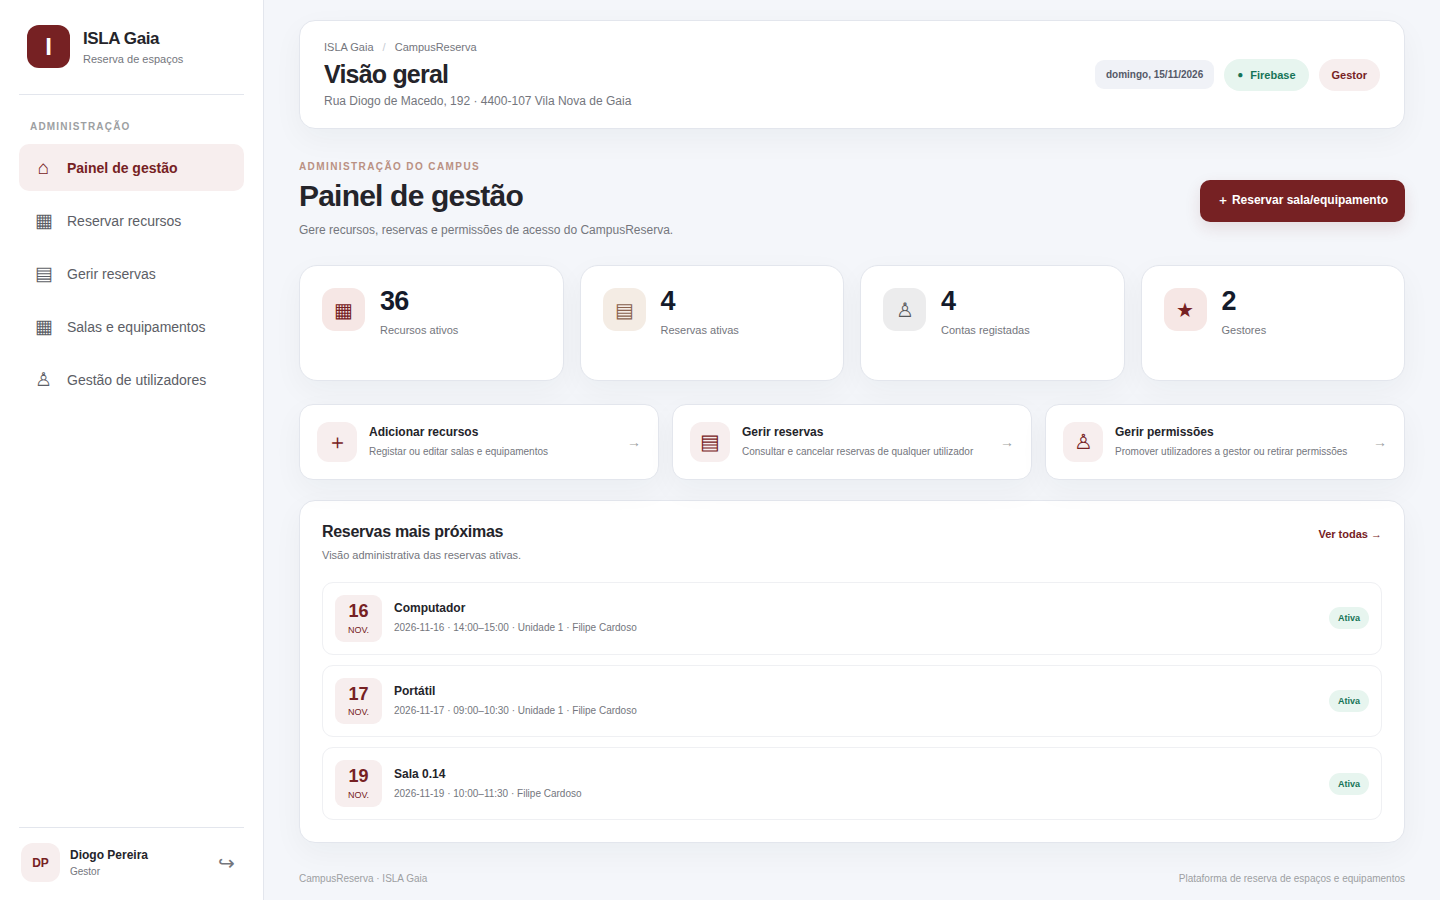 I
ISLA Gaia
Reserva de espaços
ADMINISTRAÇÃO
Painel de gestão
Reservar recursos
Gerir reservas
Salas e equipamentos
Gestão de utilizadores
DP
Diogo Pereira
Gestor
ISLA Gaia / CampusReserva
Visão geral
Rua Diogo de Macedo, 192 · 4400-107 Vila Nova de Gaia
domingo, 15/11/2026
● Firebase
Gestor
ADMINISTRAÇÃO DO CAMPUS
Painel de gestão
Gere recursos, reservas e permissões de acesso do CampusReserva.
+ Reservar sala/equipamento
36
Recursos ativos
4
Reservas ativas
4
Contas registadas
2
Gestores
Adicionar recursos
Registar ou editar salas e equipamentos
→
Gerir reservas
Consultar e cancelar reservas de qualquer utilizador
→
Gerir permissões
Promover utilizadores a gestor ou retirar permissões
→
Reservas mais próximas
Visão administrativa das reservas ativas.
Ver todas →
16
NOV.
Computador
2026-11-16 · 14:00–15:00 · Unidade 1 · Filipe Cardoso
Ativa
17
NOV.
Portátil
2026-11-17 · 09:00–10:30 · Unidade 1 · Filipe Cardoso
Ativa
19
NOV.
Sala 0.14
2026-11-19 · 10:00–11:30 · Filipe Cardoso
Ativa
CampusReserva · ISLA Gaia
Plataforma de reserva de espaços e equipamentos